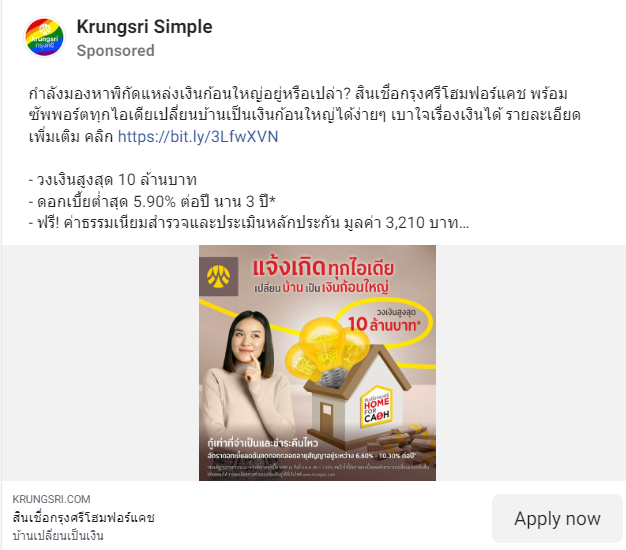 Krungsri Simple
Sponsored
krungsri
กรุงศรี
กำลังมองหาพิกัดแหล่งเงินก้อนใหญ่อยู่หรือเปล่า? สินเชื่อกรุงศรีโฮมฟอร์แคช พร้อม
ซัพพอร์ตทุกไอเดียเปลี่ยนบ้านเป็นเงินก้อนใหญ่ได้ง่ายๆ เบาใจเรื่องเงินได้ รายละเอียด
เพิ่มเติม คลิก https://bit.ly/3LfwXVN
- วงเงินสูงสุด 10 ล้านบาท
- ดอกเบี้ยต่ำสุด 5.90% ต่อปี นาน 3 ปี*
- ฟรี! ค่าธรรมเนียมสำรวจและประเมินหลักประกัน มูลค่า 3,210 บาท...
แจ้งเกิดทุกไอเดีย
เปลี่ยนบ้านเป็นเงินก้อนใหญ่
วงเงินสูงสุด
10 ล้านบาท*
สินเชื่อกรุงศรี
HOME
FOR
CASH
กู้เท่าที่จำเป็นและชำระคืนไหว
อัตราดอกเบี้ยลดต้นลดดอกตลอดอายุสัญญาอยู่ระหว่าง 6.60% - 10.30% ต่อปี*
KRUNGSRI.COM
สินเชื่อกรุงศรีโฮมฟอร์แคช
บ้านเปลี่ยนเป็นเงิน
Apply now